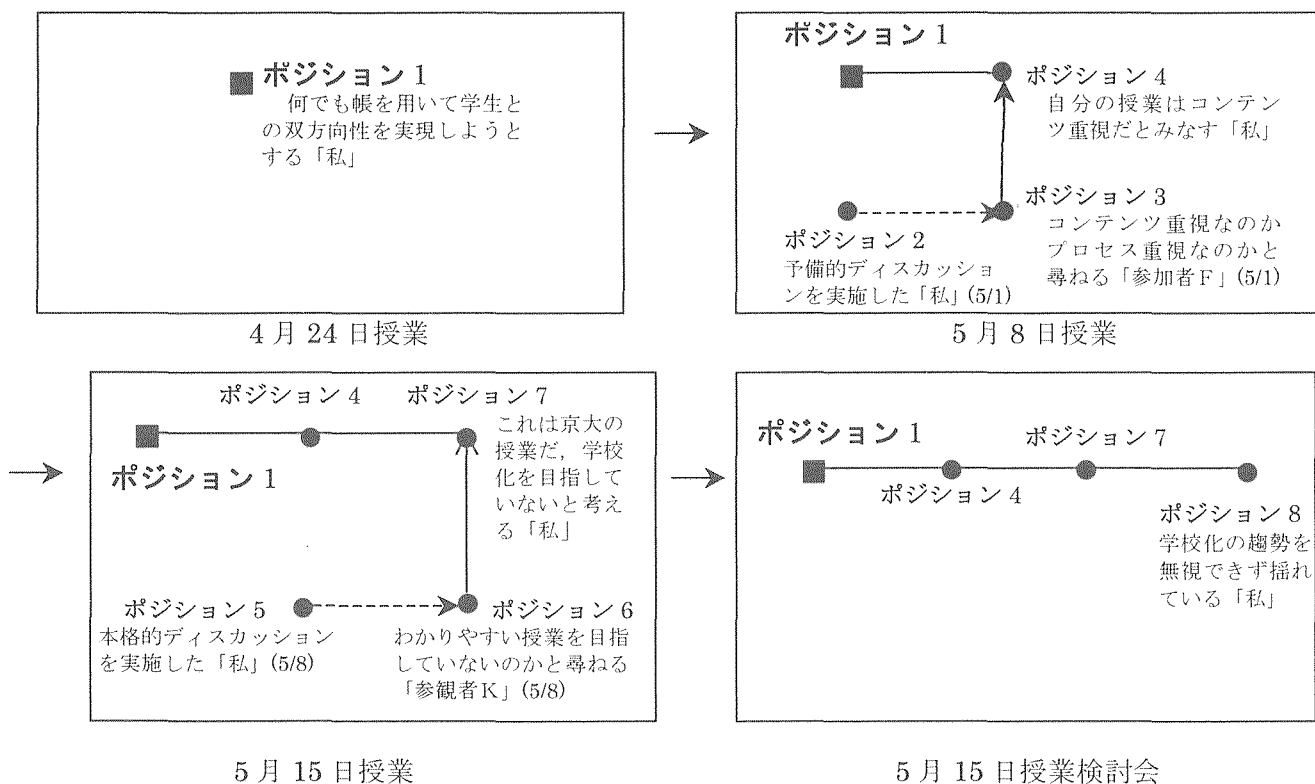 ポジション1
何でも帳を用いて学生と
の双方向性を実現しようと
する「私」
4月24日授業
ポジション1
ポジション4
自分の授業はコンテン
ツ重視だとみなす「私」
ポジション3
コンテンツ重視なのか
プロセス重視なのかと
尋ねる「参加者F」(5/1)
ポジション2
予備的ディスカッショ
ンを実施した「私」(5/1)
5月8日授業
ポジション4
ポジション7
これは京大の
授業だ,学校
化を目指して
いないと考え
る「私」
ポジション1
ポジション5
本格的ディスカッション
を実施した「私」(5/8)
ポジション6
わかりやすい授業を目指
していないのかと尋ねる
「参観者K」(5/8)
5月15日授業
ポジション1
ポジション7
ポジション4
ポジション8
学校化の趨勢を
無視できず揺れ
ている「私」
5月15日授業検討会